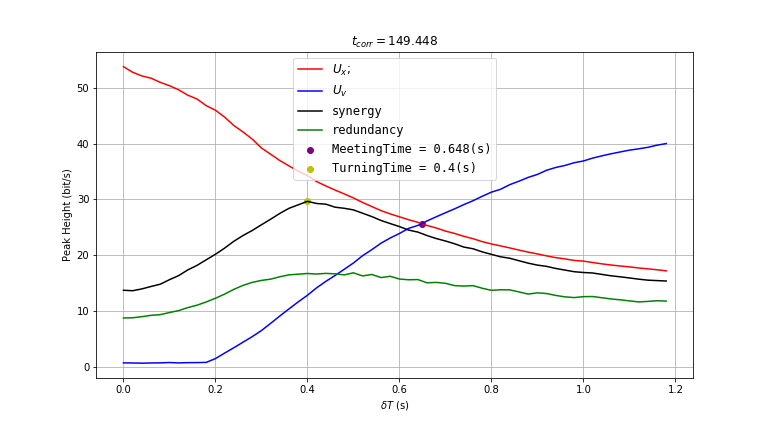 t_corr = 149.448
U_x;
U_v
synergy
redundancy
MeetingTime = 0.648(s)
TurningTime = 0.4(s)
Peak Height (bit/s)
50
40
30
20
10
0
0.0 0.2 0.4 0.6 0.8 1.0 1.2
δT (s)